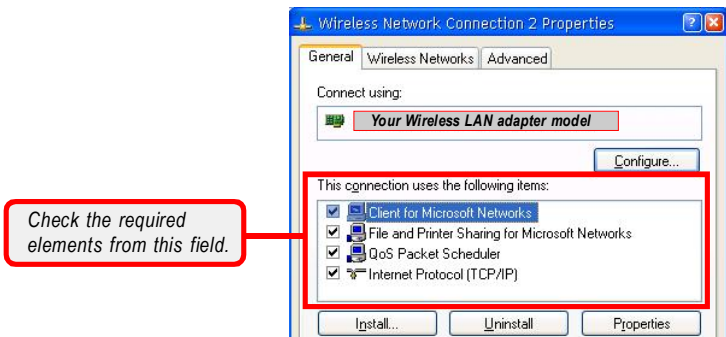 Wireless Network Connection 2 Properties
General Wireless Networks Advanced
Connect using:
Your Wireless LAN adapter model
Configure...
This connection uses the following items:
Client for Microsoft Networks
File and Printer Sharing for Microsoft Networks
QoS Packet Scheduler
Internet Protocol (TCP/IP)
Install... Uninstall Properties
Check the required
elements from this field.